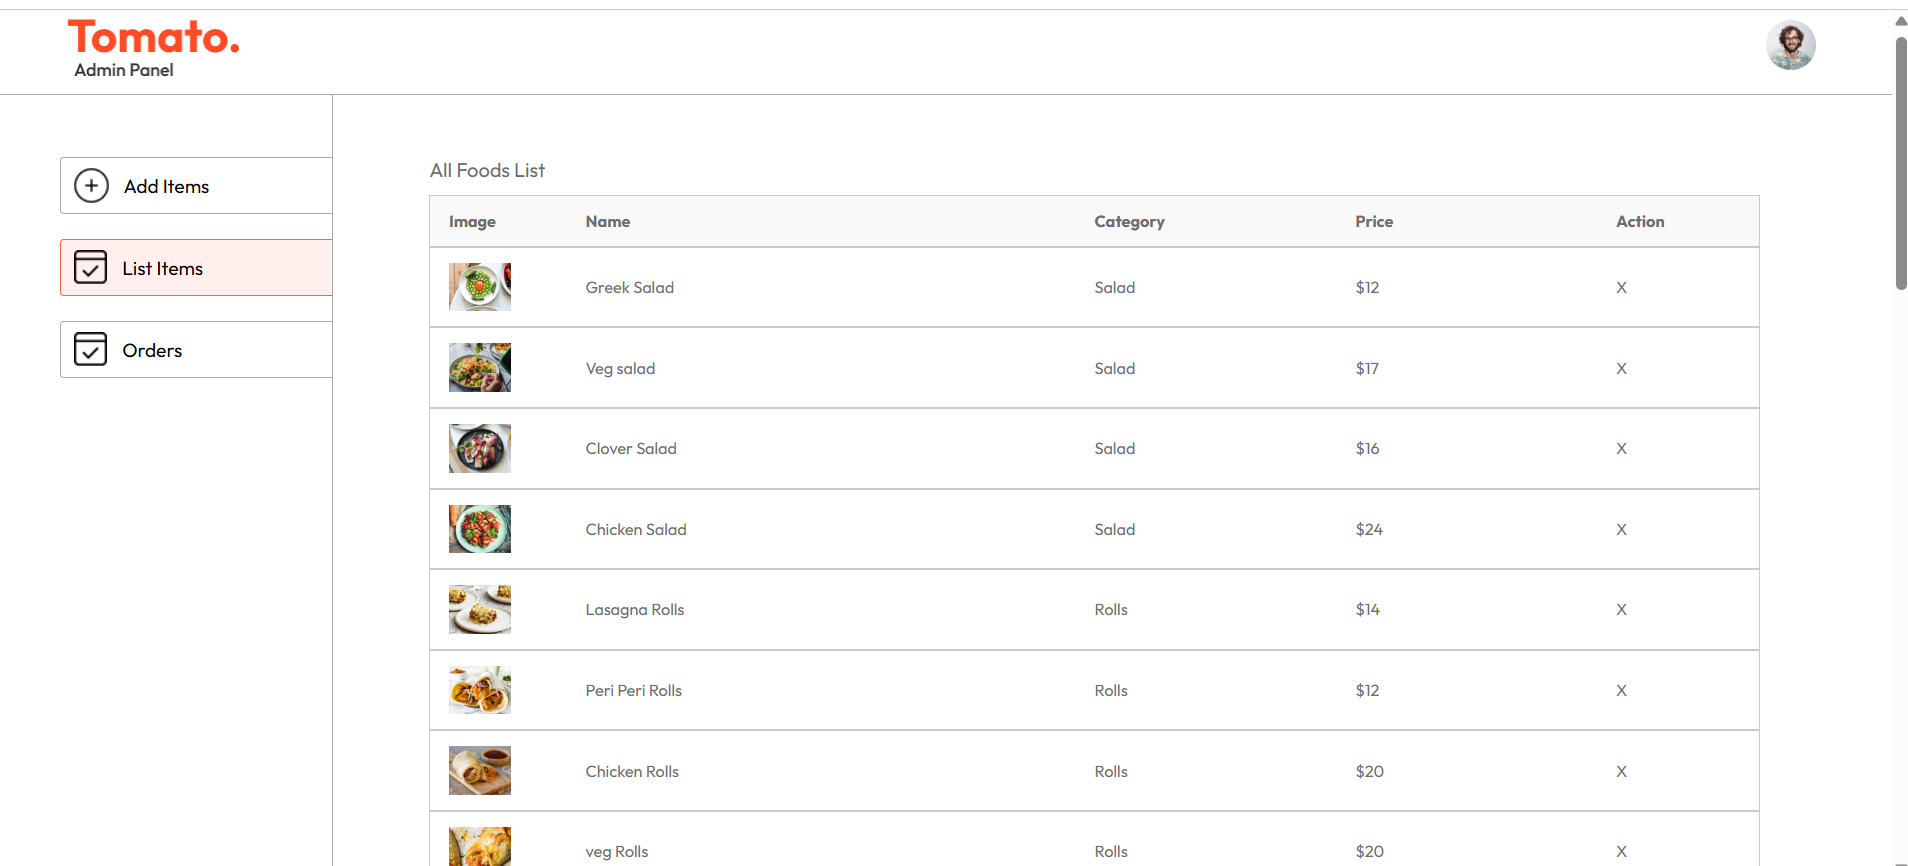 Tomato.
Admin Panel
Add Items
List Items
Orders
All Foods List
Image Name Category Price Action
Greek Salad Salad $12 X
Veg salad Salad $17 X
Clover Salad Salad $16 X
Chicken Salad Salad $24 X
Lasagna Rolls Rolls $14 X
Peri Peri Rolls Rolls $12 X
Chicken Rolls Rolls $20 X
veg Rolls Rolls $20 X